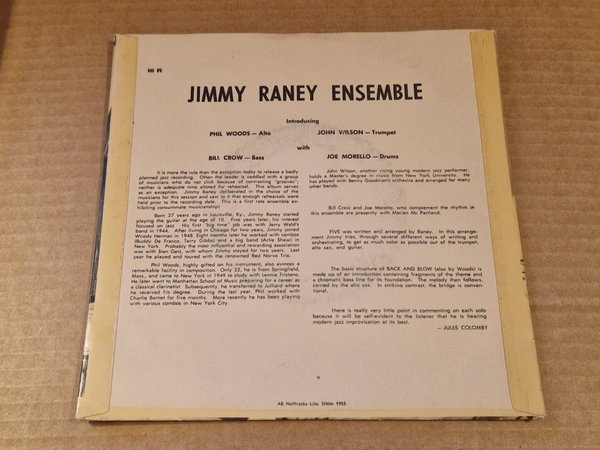 Hi Fi
JIMMY RANEY ENSEMBLE
Introducing
PHIL WOODS — Alto JOHN WILSON — Trumpet
with
BILL CROW — Bass JOE MORELLO — Drums
It is more the rule than the exception today to release a badly
planned jazz recording. Often the leader is saddled with a group
of musicians who do not click because of contrasting "grooves";
neither is adequate time alloted for rehearsal. This album serves
as an exception. Jimmy Raney deliberated in the choice of the
musicians for this session and saw to it that enough rehearsals were
held prior to the recording date. This is a first rate ensemble ex-
hibiting consummate musicianship!
Born 27 years ago in Louisville, Ky., Jimmy Raney started
playing the guitar at the age of 10. Five years later, his interest
focused on jazz. His first "big time" job was with Jerry Wald's
band in 1944. After living in Chicago for two years, Jimmy joined
Woody Herman in 1948. Eight months later he worked with combos
(Buddy De Franco, Terry Gibbs) and a big band (Artie Shaw) in
New York. Probably the most influential and rewarding association
was with Stan Getz, with whom Jimmy stayed for two years. Last
year he played and toured with the renowned Red Norvo Trio.
Phil Woods, highly gifted on his instrument, also evinces a
remarkable facility in composition. Only 22, he is from Springfield,
Mass., and came to New York in 1949 to study with Lennie Tristano.
He later went to Manhattan School of Music preparing for a career as
a classical clarinetist. Subsequently, he transferred to Julliard where
he received his degree. During the last year, Phil worked with
Charlie Barnet for five months. More recently he has been playing
with various combos in New York City.
John Wilson, another rising young modern jazz performer,
holds a Master's degree in music from New York University. He
has played with Benny Goodman's orchestra and arranged for many
other bands.
Bill Crow and Joe Morello, who complement the rhythm at
this ensemble are presently with Marian Mc Partland.
FIVE was written and arranged by Raney. In this arrange-
ment Jimmy tries, through several different ways of writing and
orchestrating, to get as much color as possible out of the trumpet,
alto sax, and guitar.
The basic structure of BACK AND BLOW (also by Woods) is
made up of an introduction containing fragments of the theme and
a chromatic bass line for its foundation. The melody then follows,
carried by the alto sax. In striking contrast, the bridge is conven-
tional.
There is really very little point in commenting on each solo
because it will be self-evident to the listener that he is hearing
modern jazz improvisation at its best.
— JULES COLOMBY
AB Nottrycks Lito. Sthlm 1955